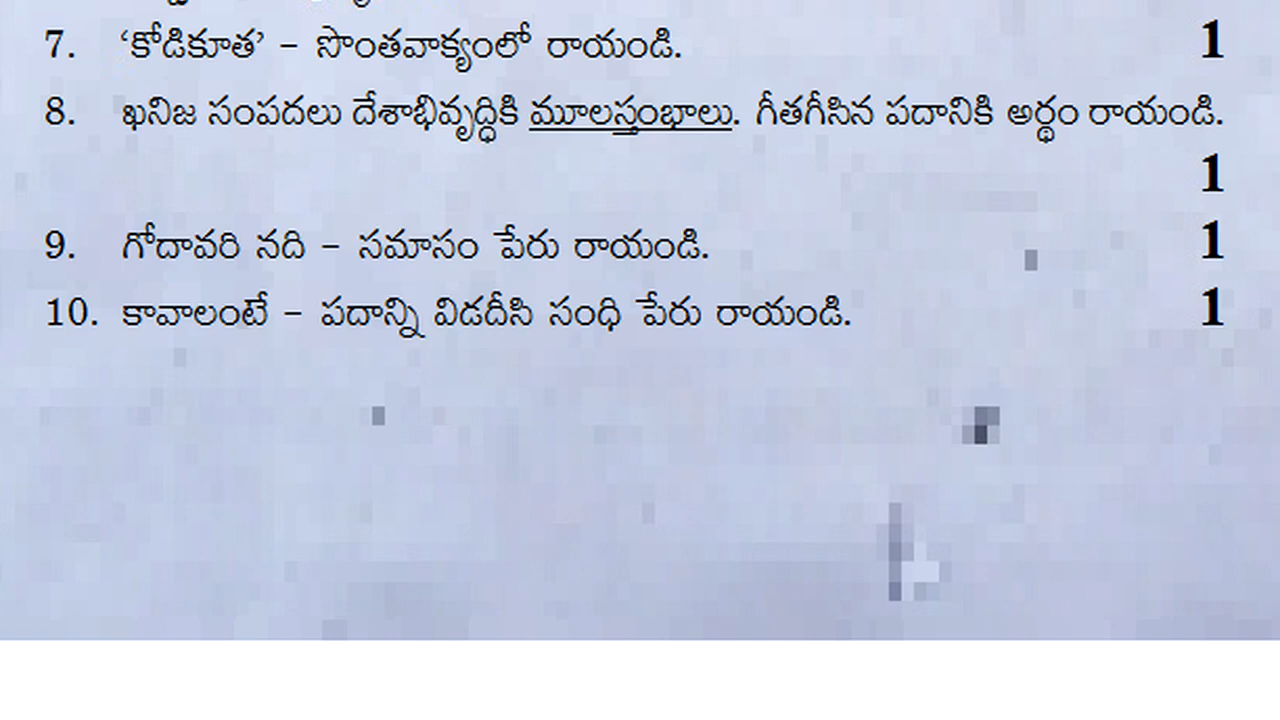 7. ‘కోడికూత’ – సొంతవాక్యంలో రాయండి. 1
8. ఖనిజ సంపదలు దేశాభివృద్ధికి మూలస్తంభాలు. గీతగీసిన పదానికి అర్థం రాయండి.
1
9. గోదావరి నది – సమాసం పేరు రాయండి. 1
10. కావాలంటే – పదాన్ని విడదీసి సంధి పేరు రాయండి. 1